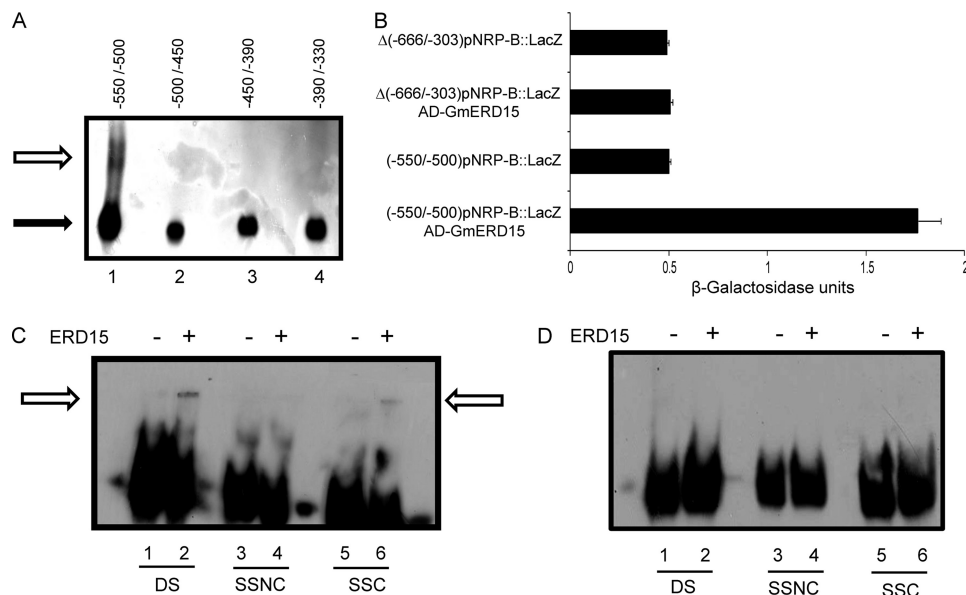 A
-550 /-500
-500 /-450
-450 /-390
-390 /-330
1 2 3 4
B
Δ(-666/-303)pNRP-B::LacZ
Δ(-666/-303)pNRP-B::LacZ
AD-GmERD15
(-550/-500)pNRP-B::LacZ
(-550/-500)pNRP-B::LacZ
AD-GmERD15
0 0.5 1 1.5 2
β-Galactosidase units
C
ERD15 - + - + - +
1 2 3 4 5 6
DS SSNC SSC
D
ERD15 - + - + - +
1 2 3 4 5 6
DS SSNC SSC